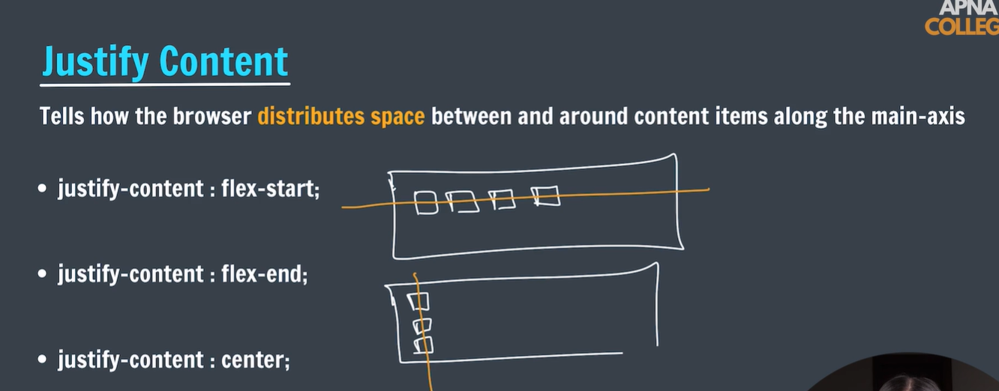 APNA
COLLEG
Justify Content
Tells how the browser distributes space between and around content items along the main-axis
• justify-content : flex-start;
• justify-content : flex-end;
• justify-content : center;